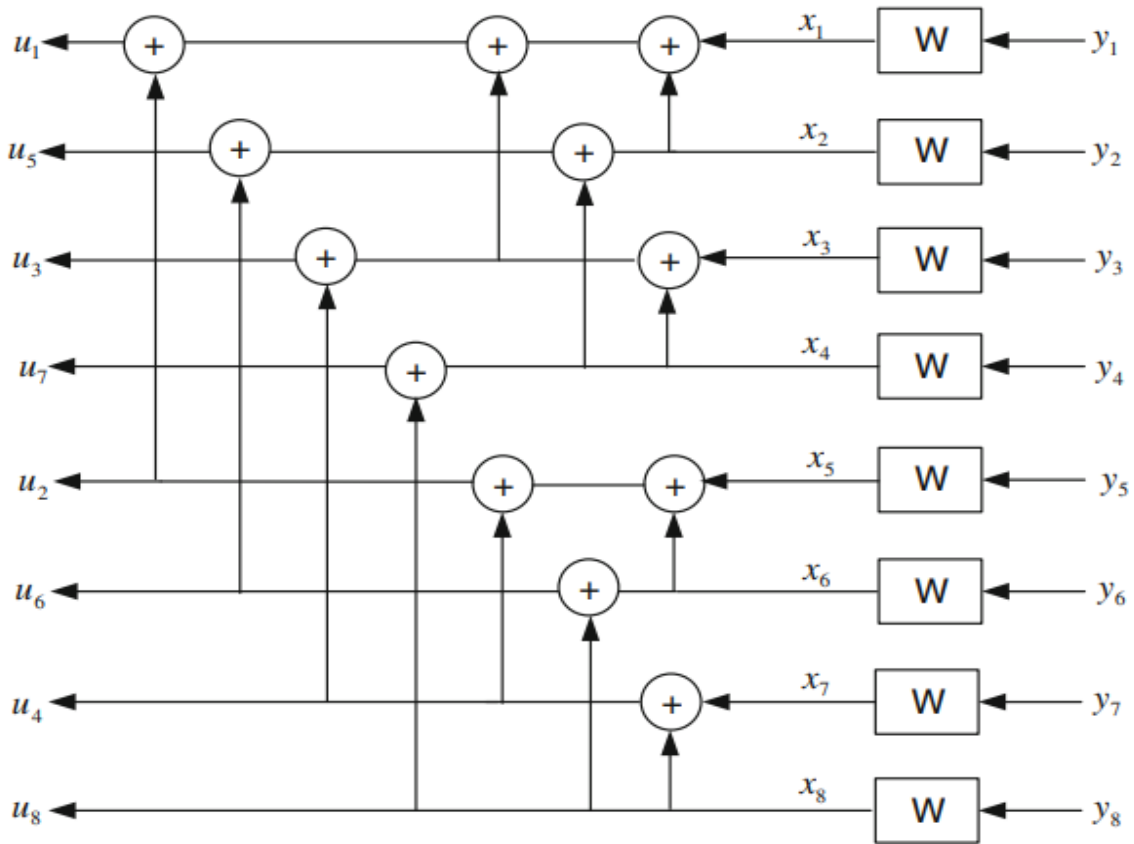 u₁ + + + x₁ W y₁
u₅ + + x₂ W y₂
u₃ + + x₃ W y₃
u₇ + x₄ W y₄
u₂ + + x₅ W y₅
u₆ + x₆ W y₆
u₄ + x₇ W y₇
u₈ x₈ W y₈